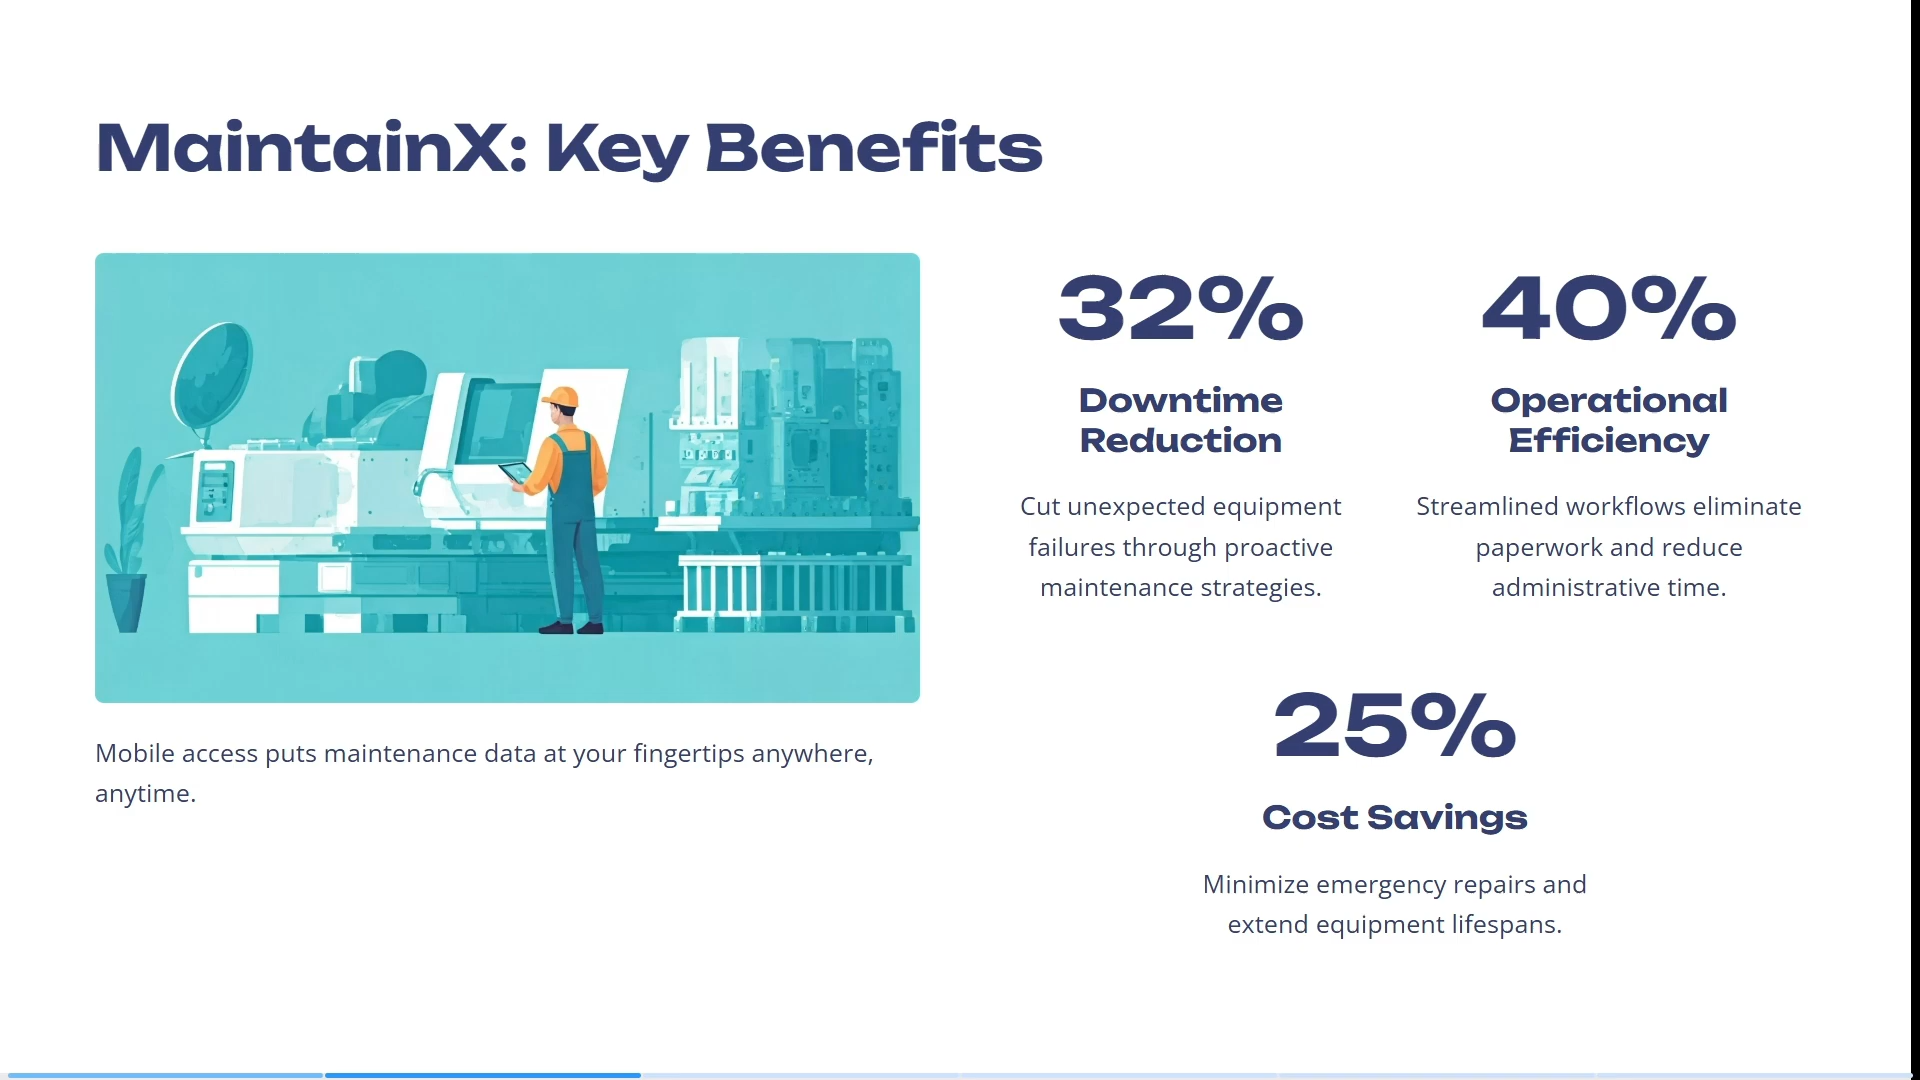 MaintainX: Key Benefits
Mobile access puts maintenance data at your fingertips anywhere,
anytime.
32%
Downtime
Reduction
Cut unexpected equipment
failures through proactive
maintenance strategies.
40%
Operational
Efficiency
Streamlined workflows eliminate
paperwork and reduce
administrative time.
25%
Cost Savings
Minimize emergency repairs and
extend equipment lifespans.